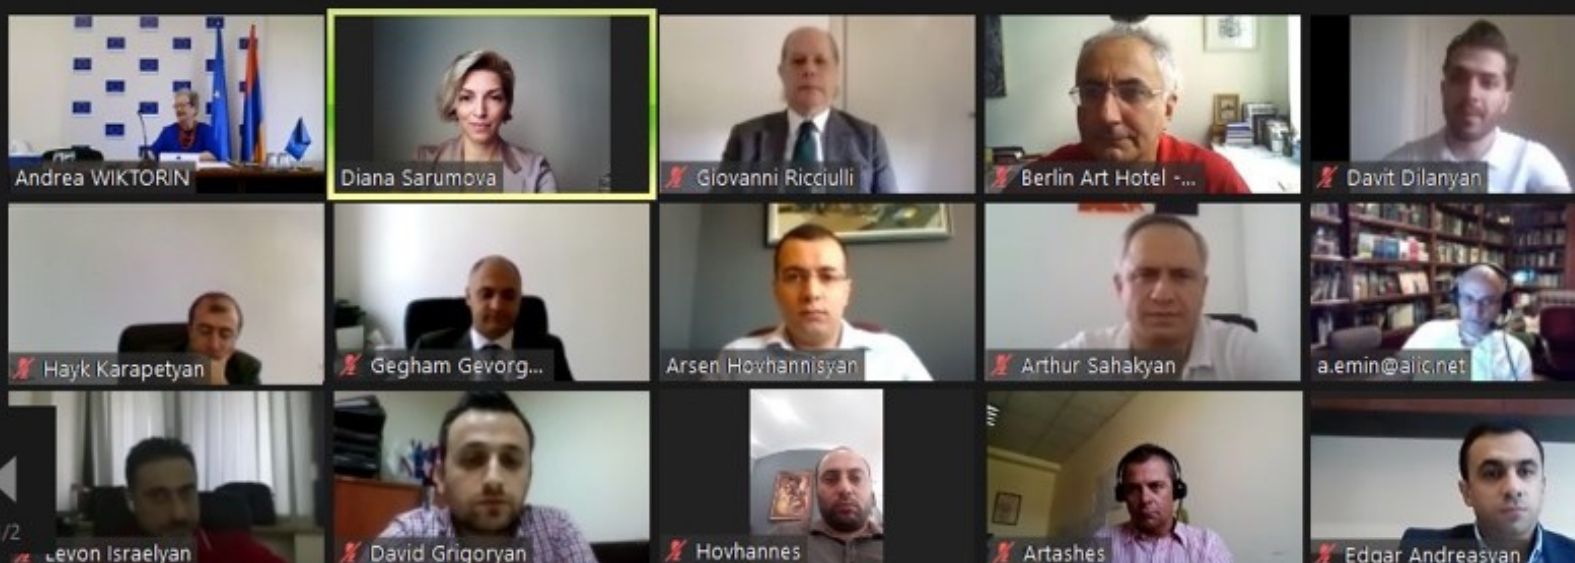 Andrea WIKTORIN
Diana Sarumova
Giovanni Ricciulli
Berlin Art Hotel -...
Davit Dilanyan
Hayk Karapetyan
Gegham Gevorg...
Arsen Hovhannisyan
Arthur Sahakyan
a.emin@aiic.net
/2
Levon Israelyan
David Grigoryan
Hovhannes
Artashes
Edgar Andreasyan